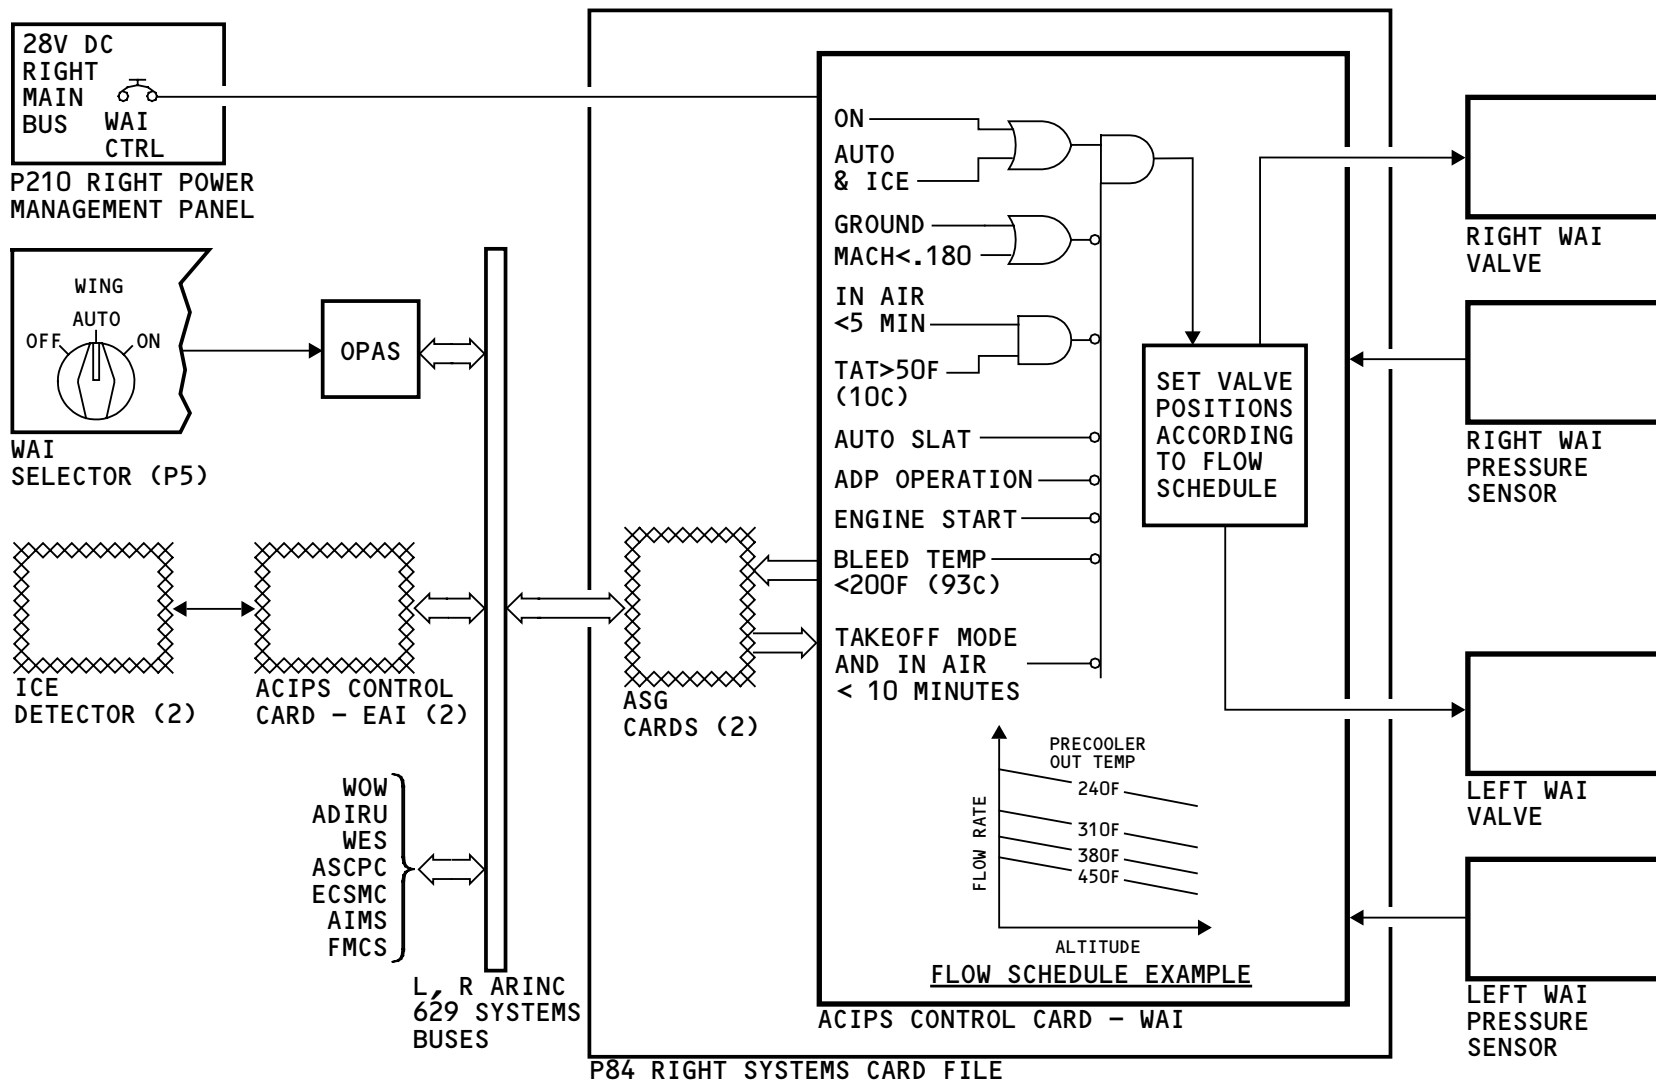 28V DC
RIGHT
MAIN
BUS
WAI
CTRL
P210 RIGHT POWER
MANAGEMENT PANEL
WING
AUTO
OFF
ON
WAI
SELECTOR (P5)
OPAS
ICE
DETECTOR (2)
ACIPS CONTROL
CARD – EAI (2)
WOW
ADIRU
WES
ASCPC
ECSMC
AIMS
FMCS
L, R ARINC
629 SYSTEMS
BUSES
ASG
CARDS (2)
ON
AUTO
& ICE
GROUND
MACH<.180
IN AIR
<5 MIN
TAT>50F
(10C)
AUTO SLAT
ADP OPERATION
ENGINE START
BLEED TEMP
<200F (93C)
TAKEOFF MODE
AND IN AIR
< 10 MINUTES
SET VALVE
POSITIONS
ACCORDING
TO FLOW
SCHEDULE
PRECOOLER
OUT TEMP
240F
310F
380F
450F
FLOW RATE
ALTITUDE
FLOW SCHEDULE EXAMPLE
ACIPS CONTROL CARD – WAI
P84 RIGHT SYSTEMS CARD FILE
RIGHT WAI
VALVE
RIGHT WAI
PRESSURE
SENSOR
LEFT WAI
VALVE
LEFT WAI
PRESSURE
SENSOR